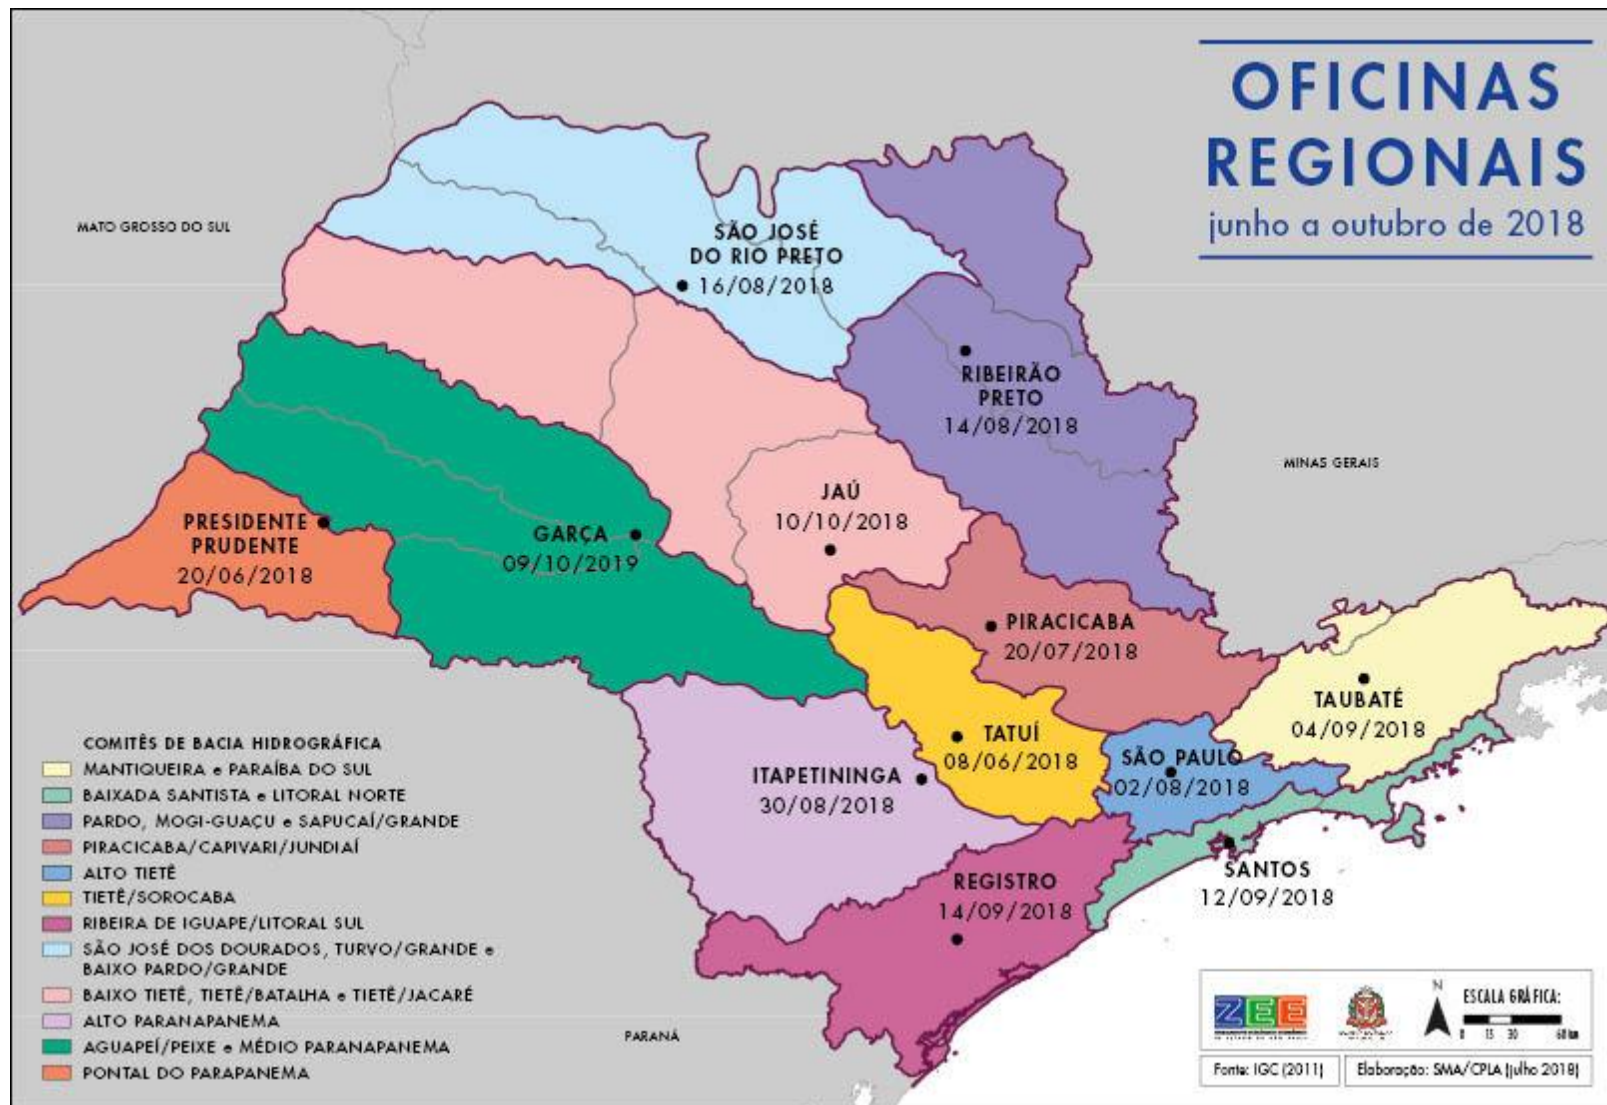 OFICINAS
REGIONAIS
junho a outubro de 2018
MATO GROSSO DO SUL
SÃO JOSÉ
DO RIO PRETO
16/08/2018
RIBEIRÃO
PRETO
14/08/2018
MINAS GERAIS
JAÚ
10/10/2018
PRESIDENTE
PRUDENTE
20/06/2018
GARÇA
09/10/2019
PIRACICABA
20/07/2018
TAUBATÉ
04/09/2018
TATUÍ
08/06/2018
SÃO PAULO
02/08/2018
ITAPETININGA
30/08/2018
SANTOS
12/09/2018
REGISTRO
14/09/2018
PARANÁ
COMITÊS DE BACIA HIDROGRÁFICA
MANTIQUEIRA e PARAÍBA DO SUL
BAIXADA SANTISTA e LITORAL NORTE
PARDO, MOGI-GUAÇU e SAPUCAÍ/GRANDE
PIRACICABA/CAPIVARI/JUNDIAÍ
ALTO TIETÊ
TIETÊ/SOROCABA
RIBEIRA DE IGUAPE/LITORAL SUL
SÃO JOSÉ DOS DOURADOS, TURVO/GRANDE e
BAIXO PARDO/GRANDE
BAIXO TIETÊ, TIETÊ/BATALHA e TIETÊ/JACARÉ
ALTO PARANAPANEMA
AGUAPEÍ/PEIXE e MÉDIO PARANAPANEMA
PONTAL DO PARAPANEMA
ZEE
N
ESCALA GRÁFICA:
0 15 30 60 km
Fonte: IGC (2011)
Elaboração: SMA/CPLA (julho 2018)